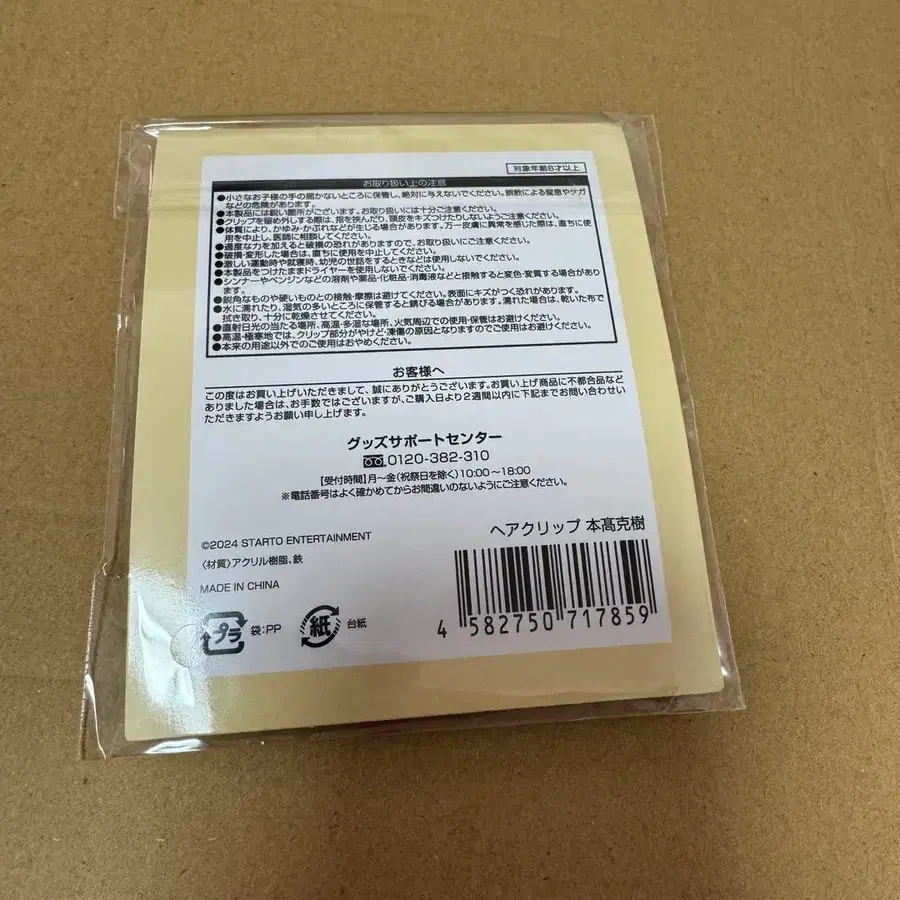 対象年齢6才以上
お取り扱い上の注意
●小さなお子様の手の届かないところに保管し、絶対に与えないでください。誤飲による窒息やケガ
などの危険があります。
●本製品には鋭い箇所がございます。お取り扱いには十分ご注意ください。
●クリップを留め外しする際は、指を挟んだり、頭皮をキズつけたりしないようご注意ください。
●体質により、かゆみ・かぶれなどが生じる場合があります。万一皮膚に異常を感じた際は、直ちに使
用を中止し、医師に相談してください。
●過度な力を加えると破損の恐れがありますので、お取り扱いにご注意ください。
●破損・変形した場合は、直ちに使用を中止してください。
●激しい運動時や就寝時、幼児の世話をするときなどは使用しないでください。
●本製品をつけたままドライヤーを使用しないでください。
●シンナーやベンジンなどの溶剤や薬品・化粧品・消毒液などと接触すると変色・変質する場合があり
ます。
●鋭角なものや硬いものとの接触・摩擦は避けてください。表面にキズがつく恐れがあります。
●水に濡れたり、湿気の多いところに保管すると錆びる場合があります。濡れた場合は、乾いた布で
拭き取り、十分に乾燥させてください。
●直射日光の当たる場所、高温・多湿な場所、火気周辺での使用・保管はお避けください。
●高温・極寒地では、クリップ部分がやけど・凍傷の原因となりますのでご使用はお避けください。
●本来の用途以外でのご使用はおやめください。
お客様へ
この度はお買い上げいただきまして、誠にありがとうございます。お買い上げ商品に不都合品など
ありました場合は、お手数ではございますが、ご購入日より2週間以内に下記までお問い合わせい
ただきますようお願い申し上げます。
グッズサポートセンター
0120-382-310
【受付時間】月～金(祝祭日を除く)10:00～18:00
※電話番号はよく確かめてからお間違いのないようにご注意ください。
ヘアクリップ 本髙克樹
©2024 STARTO ENTERTAINMENT
〈材質〉アクリル樹脂、鉄
MADE IN CHINA
プラ 袋:PP 紙 台紙
4 582750 717859